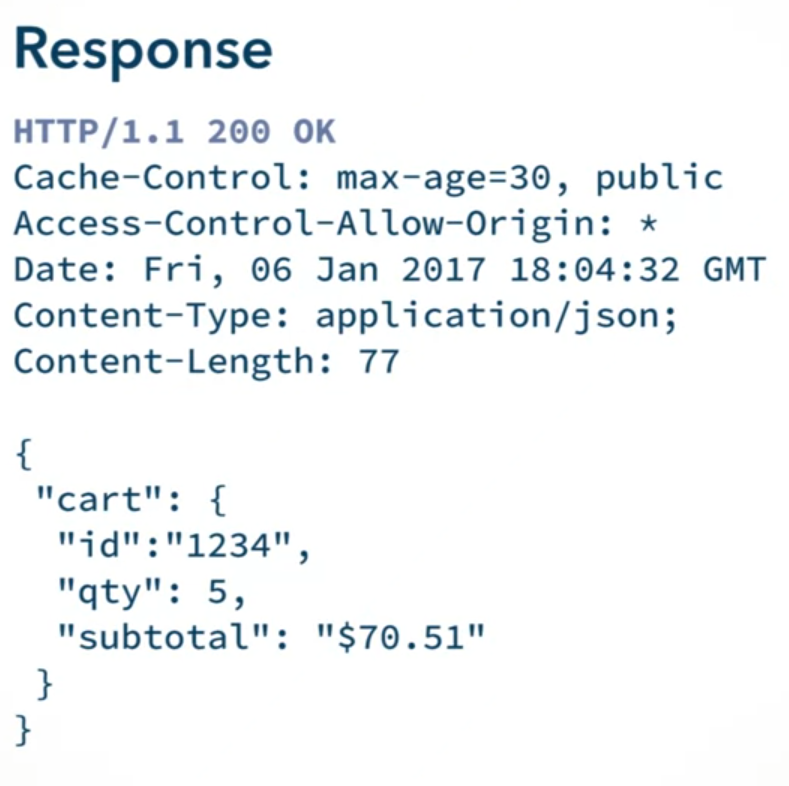 Response
HTTP/1.1 200 OK
Cache-Control: max-age=30, public
Access-Control-Allow-Origin: *
Date: Fri, 06 Jan 2017 18:04:32 GMT
Content-Type: application/json;
Content-Length: 77

{
 "cart": {
  "id":"1234",
  "qty": 5,
  "subtotal": "$70.51"
 }
}